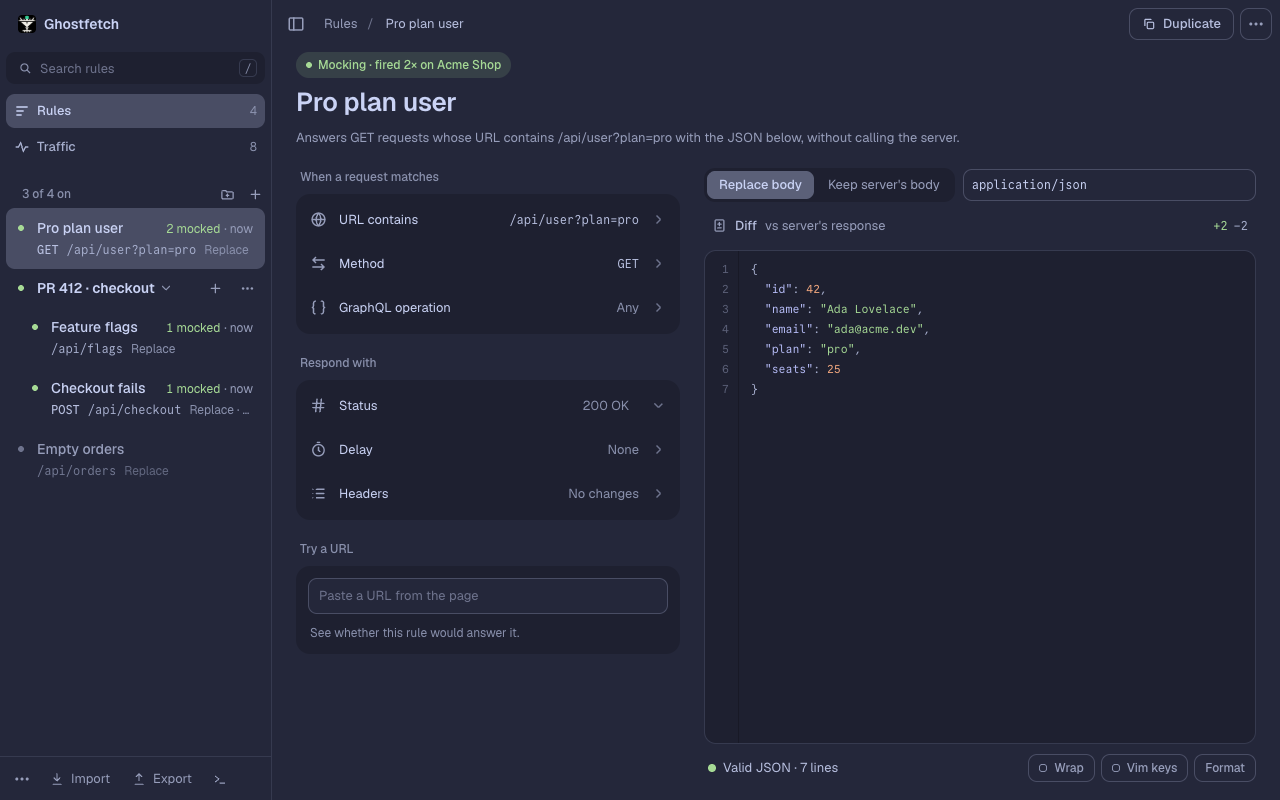 Ghostfetch
Search rules /
Rules 4
Traffic 8
3 of 4 on
Pro plan user 2 mocked · now
GET /api/user?plan=pro Replace
PR 412 · checkout
Feature flags 1 mocked · now
/api/flags Replace
Checkout fails 1 mocked · now
POST /api/checkout Replace · …
Empty orders
/api/orders Replace
Import Export
Rules / Pro plan user
Duplicate
Mocking · fired 2× on Acme Shop
Pro plan user
Answers GET requests whose URL contains /api/user?plan=pro with the JSON below, without calling the server.
When a request matches
URL contains /api/user?plan=pro
Method GET
GraphQL operation Any
Respond with
Status 200 OK
Delay None
Headers No changes
Try a URL
Paste a URL from the page
See whether this rule would answer it.
Replace body Keep server's body application/json
Diff vs server's response +2 −2
1 {
2 "id": 42,
3 "name": "Ada Lovelace",
4 "email": "ada@acme.dev",
5 "plan": "pro",
6 "seats": 25
7 }
Valid JSON · 7 lines
Wrap Vim keys Format